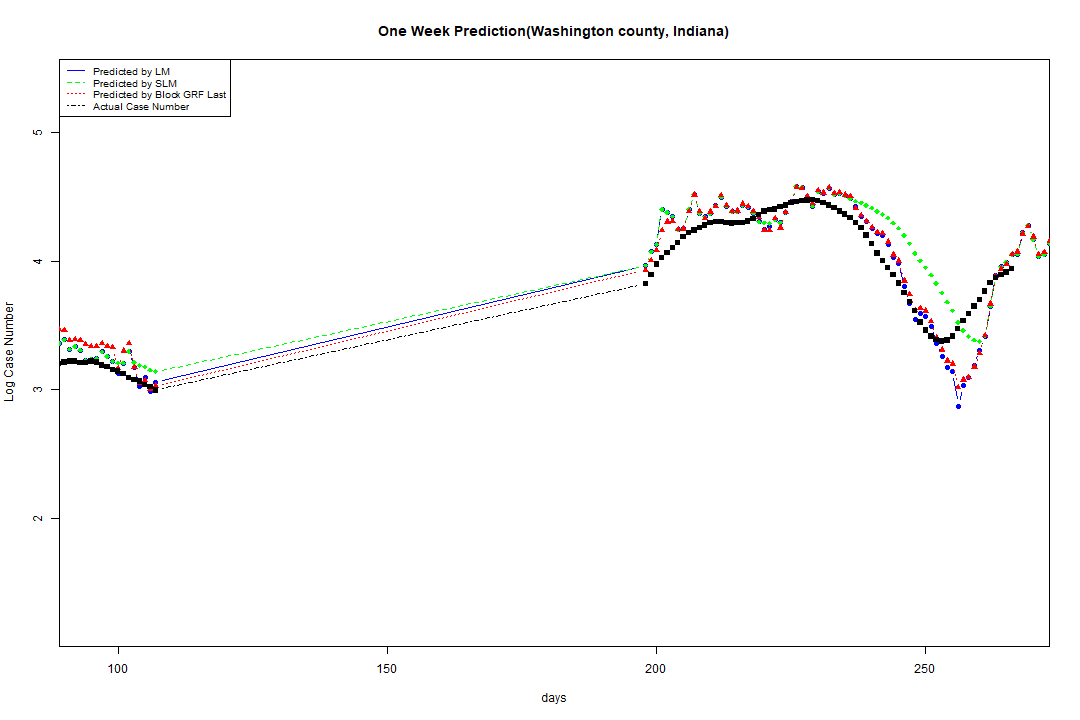 One Week Prediction(Washington county, Indiana)
Predicted by LM
Predicted by SLM
Predicted by Block GRF Last
Actual Case Number
5
4
3
2
Log Case Number
100
150
200
250
days